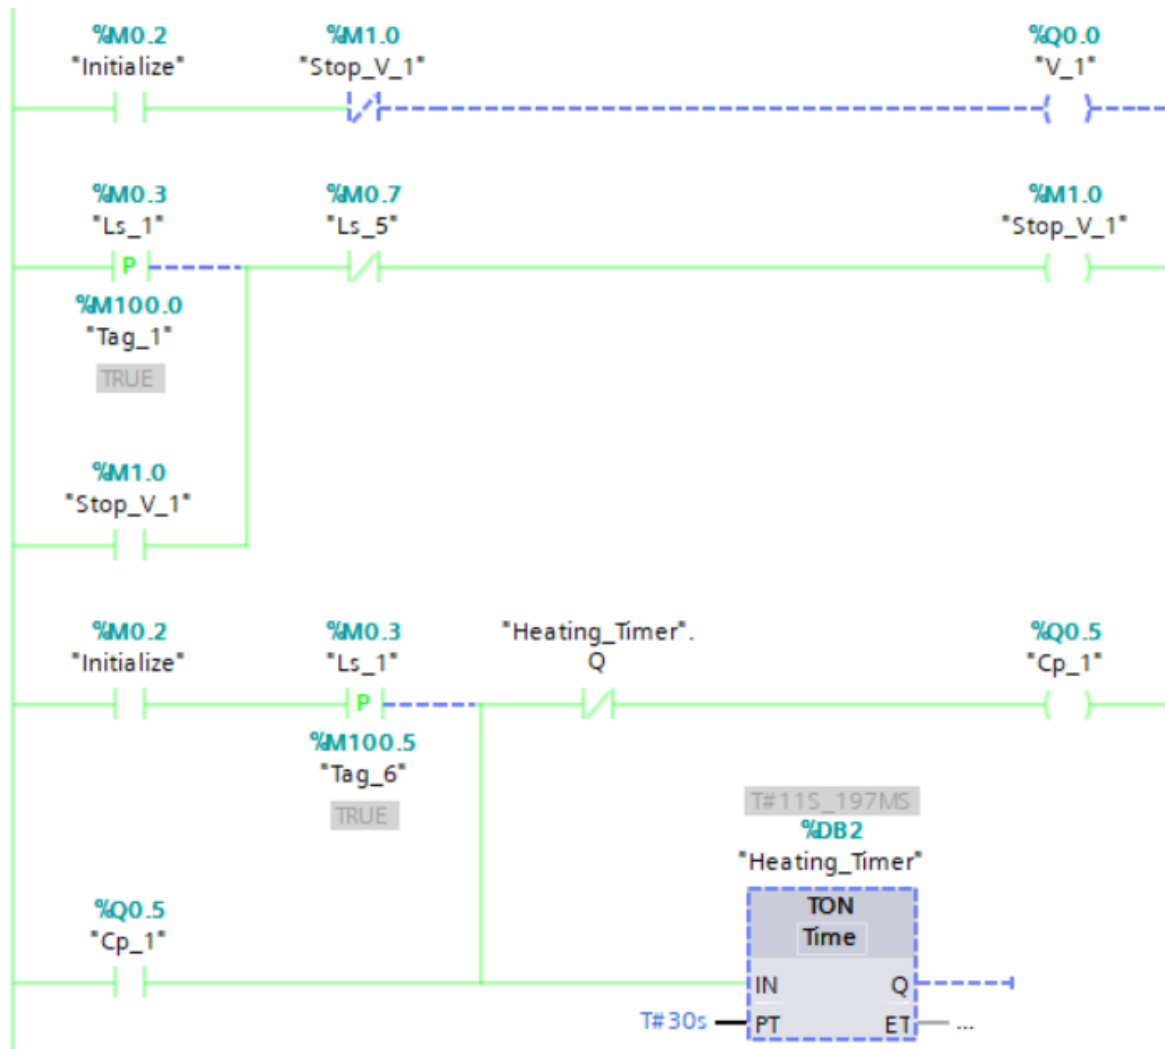 %M0.2 %M1.0 %Q0.0
"Initialize" "Stop_V_1" "V_1"
%M0.3 %M0.7 %M1.0
"Ls_1" "Ls_5" "Stop_V_1"
P
%M100.0
"Tag_1"
TRUE
%M1.0
"Stop_V_1"
%M0.2 %M0.3 "Heating_Timer". %Q0.5
"Initialize" "Ls_1" Q "Cp_1"
P
%M100.5
"Tag_6"
TRUE
T#11S_197MS
%DB2
"Heating_Timer"
%Q0.5
"Cp_1"
TON
Time
IN Q
T#30s PT ET ...